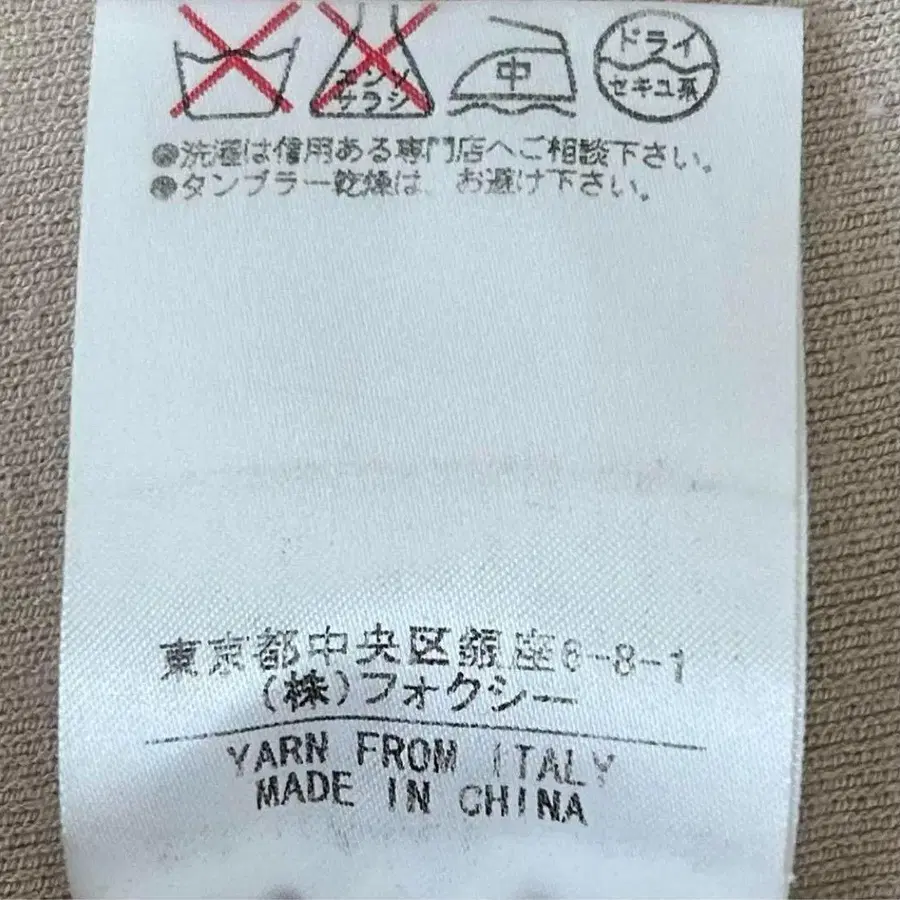 エンソ
サラシ
中
ドライ
セキユ系
●洗濯は信用ある専門店へご相談下さい。
●タンブラー乾燥は、お避け下さい。
東京都中央区銀座6-8-1
(株)フォクシー
YARN FROM ITALY
MADE IN CHINA